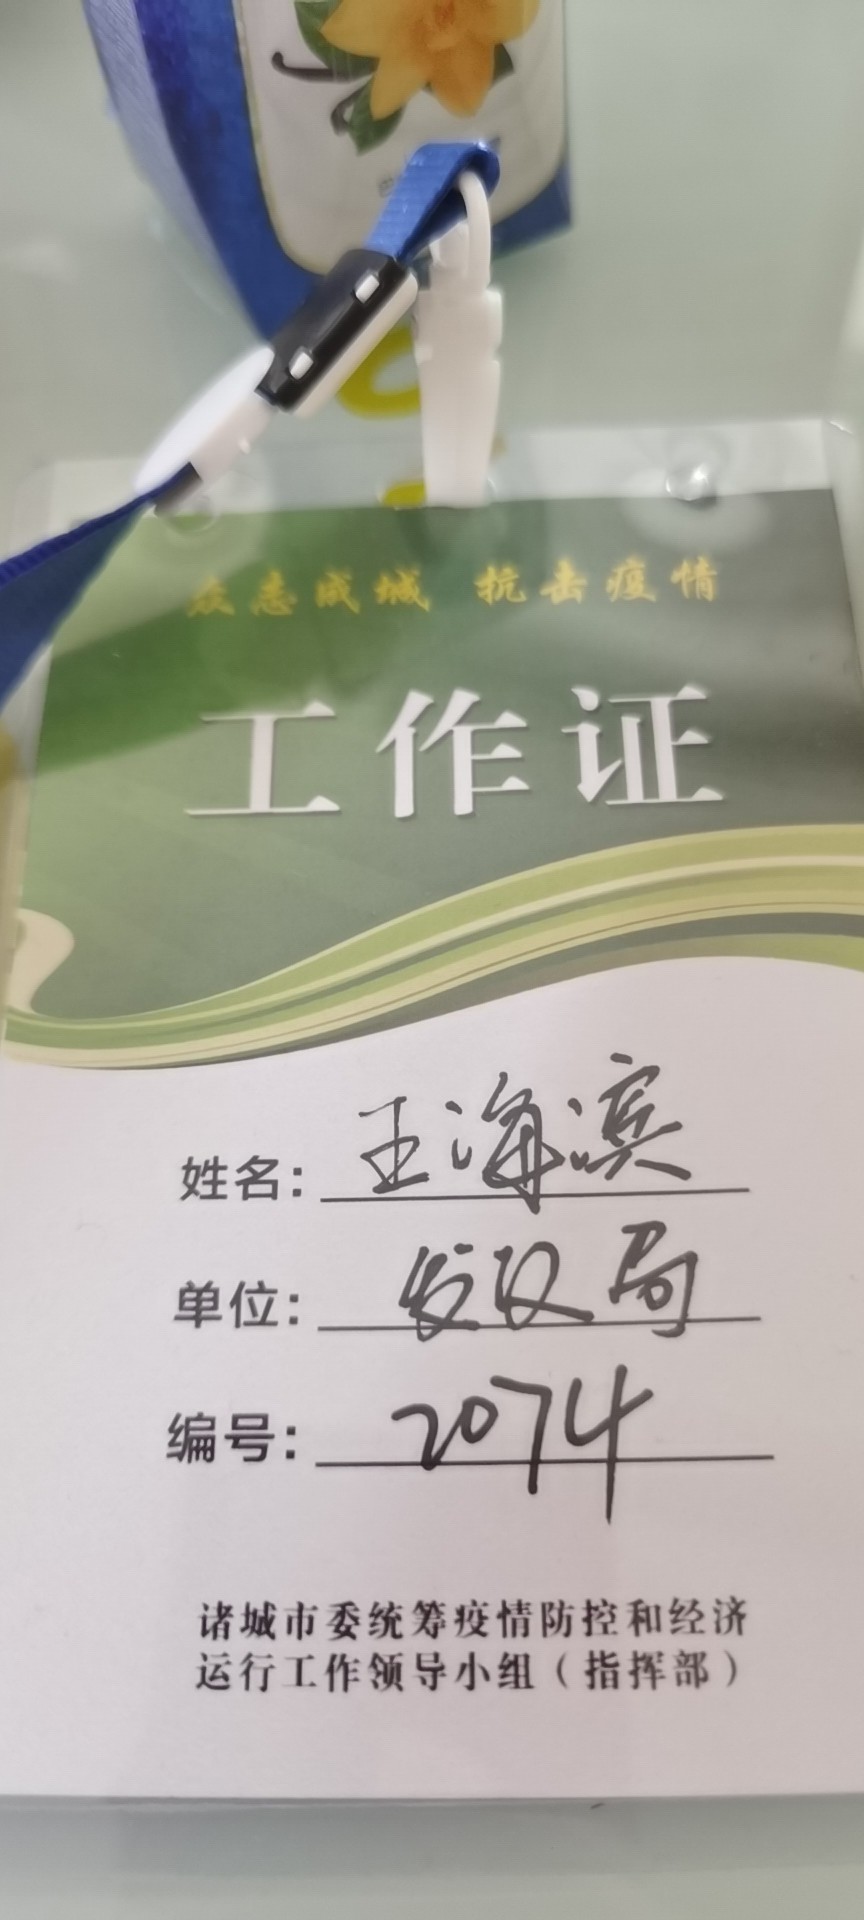 众志成城 抗击疫情
工作证
姓名：王海滨
单位：发改局
编号：2074
诸城市委统筹疫情防控和经济
运行工作领导小组（指挥部）